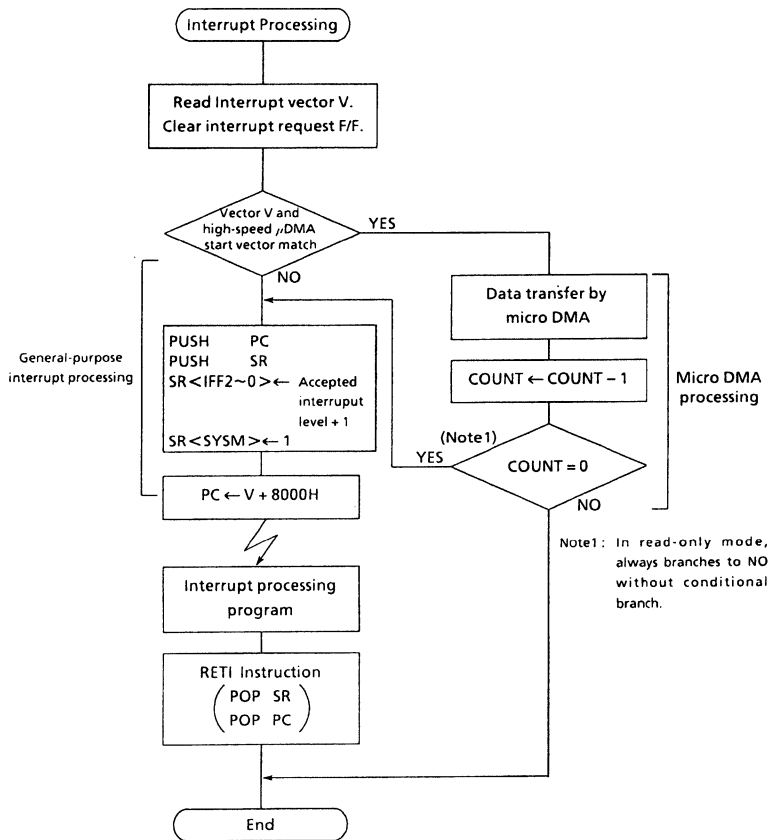 Interrupt Processing
Read Interrupt vector V.
Clear interrupt request F/F.
Vector V and
high-speed μDMA
start vector match
YES
NO
General-purpose
interrupt processing
PUSH PC
PUSH SR
SR<IFF2~0>← Accepted
interruput
level + 1
SR<SYSM>← 1
PC ← V + 8000H
Interrupt processing
program
RETI Instruction
(POP SR
POP PC)
End
Data transfer by
micro DMA
COUNT ← COUNT – 1
Micro DMA
processing
(Note1)
YES
COUNT = 0
NO
Note1: In read-only mode,
always branches to NO
without conditional
branch.